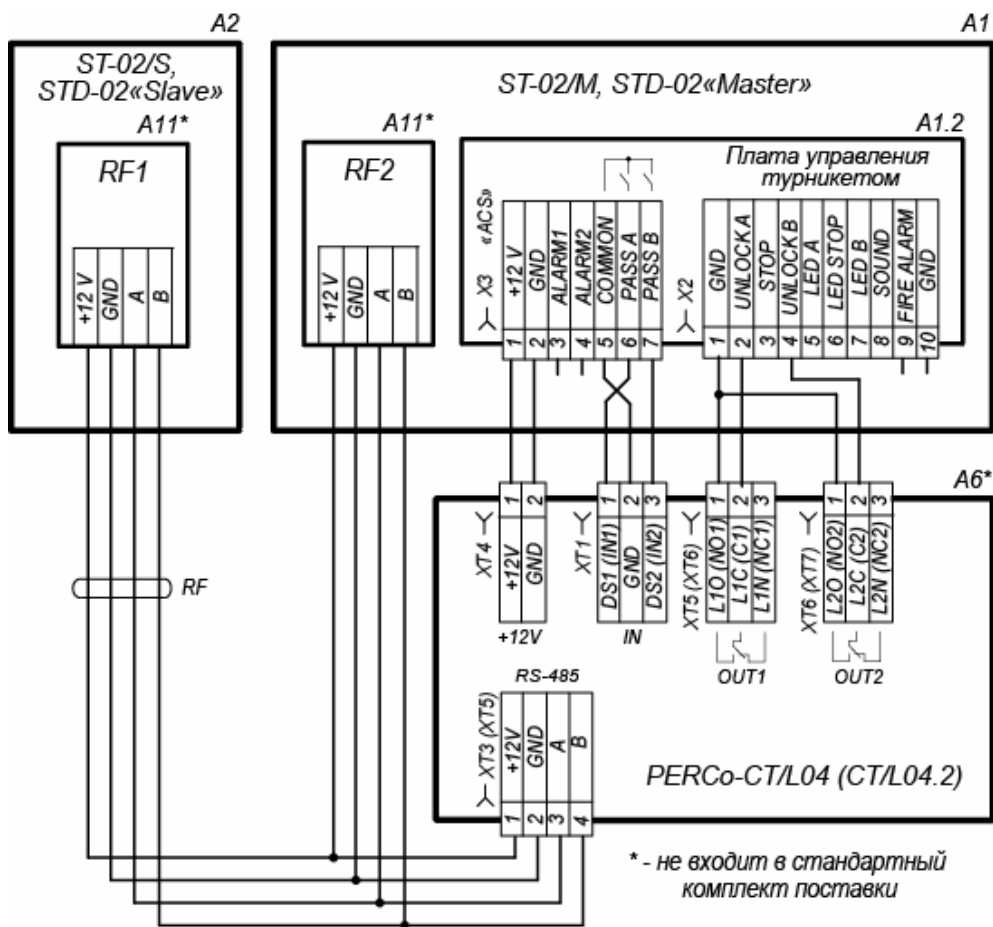 A2
A1
ST-02/S,
STD-02«Slave»
ST-02/M, STD-02«Master»
A11*
A11*
A1.2
RF1
RF2
Плата управления
турникетом
+12 V
GND
A
B
+12 V
GND
A
B
«ACS»
X3
+12 V
GND
ALARM1
ALARM2
COMMON
PASS A
PASS B
1
2
3
4
5
6
7
X2
GND
UNLOCK A
STOP
UNLOCK B
LED A
LED STOP
LED B
SOUND
FIRE ALARM
GND
1
2
3
4
5
6
7
8
9
10
A6*
XT4
1
2
+12V
GND
+12V
XT1
1
2
3
DS1 (IN1)
GND
DS2 (IN2)
IN
XT5 (XT6)
1
2
3
L1O (NO1)
L1C (C1)
L1N (NC1)
OUT1
XT6 (XT7)
1
2
3
L2O (NO2)
L2C (C2)
L2N (NC2)
OUT2
RF
RS-485
XT3 (XT5)
+12V
GND
A
B
1
2
3
4
PERCo-CT/L04 (CT/L04.2)
* - не входит в стандартный
комплект поставки